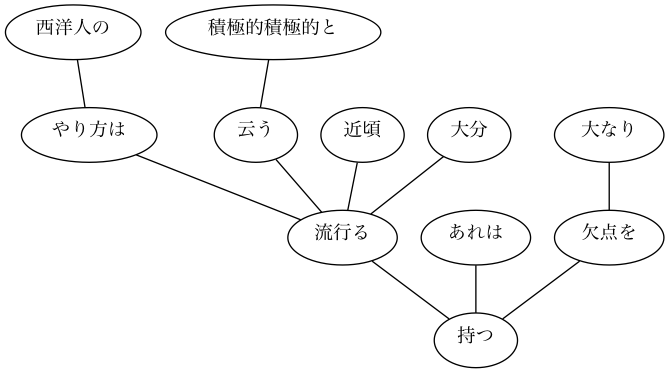 西洋人の 積極的積極的と
やり方は 云う 近頃 大分 大なり
流行る あれは 欠点を
持つ